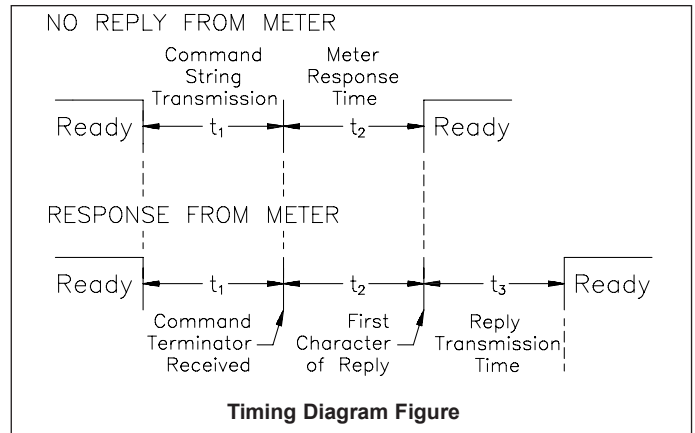 NO REPLY FROM METER
Command
String
Transmission
Meter
Response
Time
Ready
t₁
t₂
Ready
RESPONSE FROM METER
Ready
t₁
t₂
t₃
Ready
Command
Terminator
Received
First
Character
of Reply
Reply
Transmission
Time
Timing Diagram Figure